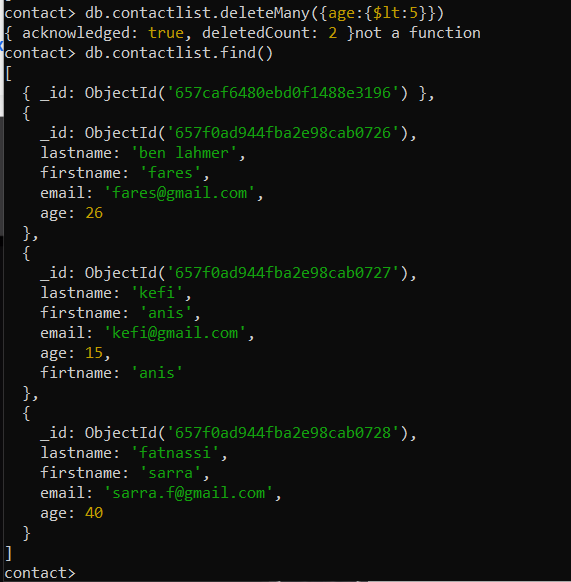 contact> db.contactlist.deleteMany({age:{$lt:5}})
{ acknowledged: true, deletedCount: 2 }not a function
contact> db.contactlist.find()
[
  { _id: ObjectId('657caf6480ebd0f1488e3196') },
  {
    _id: ObjectId('657f0ad944fba2e98cab0726'),
    lastname: 'ben lahmer',
    firstname: 'fares',
    email: 'fares@gmail.com',
    age: 26
  },
  {
    _id: ObjectId('657f0ad944fba2e98cab0727'),
    lastname: 'kefi',
    firstname: 'anis',
    email: 'kefi@gmail.com',
    age: 15,
    firtname: 'anis'
  },
  {
    _id: ObjectId('657f0ad944fba2e98cab0728'),
    lastname: 'fatnassi',
    firstname: 'sarra',
    email: 'sarra.f@gmail.com',
    age: 40
  }
]
contact>